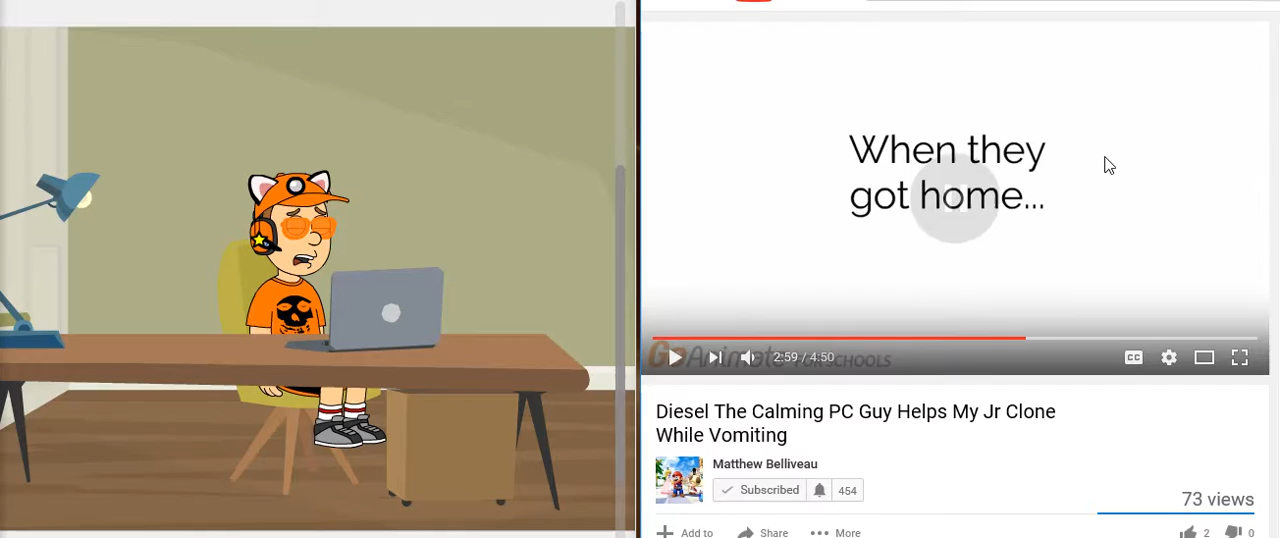 When they
got home...
2:59 / 4:50
CC
GoAnimate FOR SCHOOLS
Diesel The Calming PC Guy Helps My Jr Clone
While Vomiting
Matthew Belliveau
Subscribed 454
73 views
Add to Share More 2 0